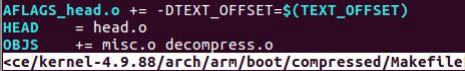 AFLAGS_head.o += -DTEXT_OFFSET=$(TEXT_OFFSET)
HEAD = head.o
OBJS += misc.o decompress.o
<ce/kernel-4.9.88/arch/arm/boot/compressed/Makefile